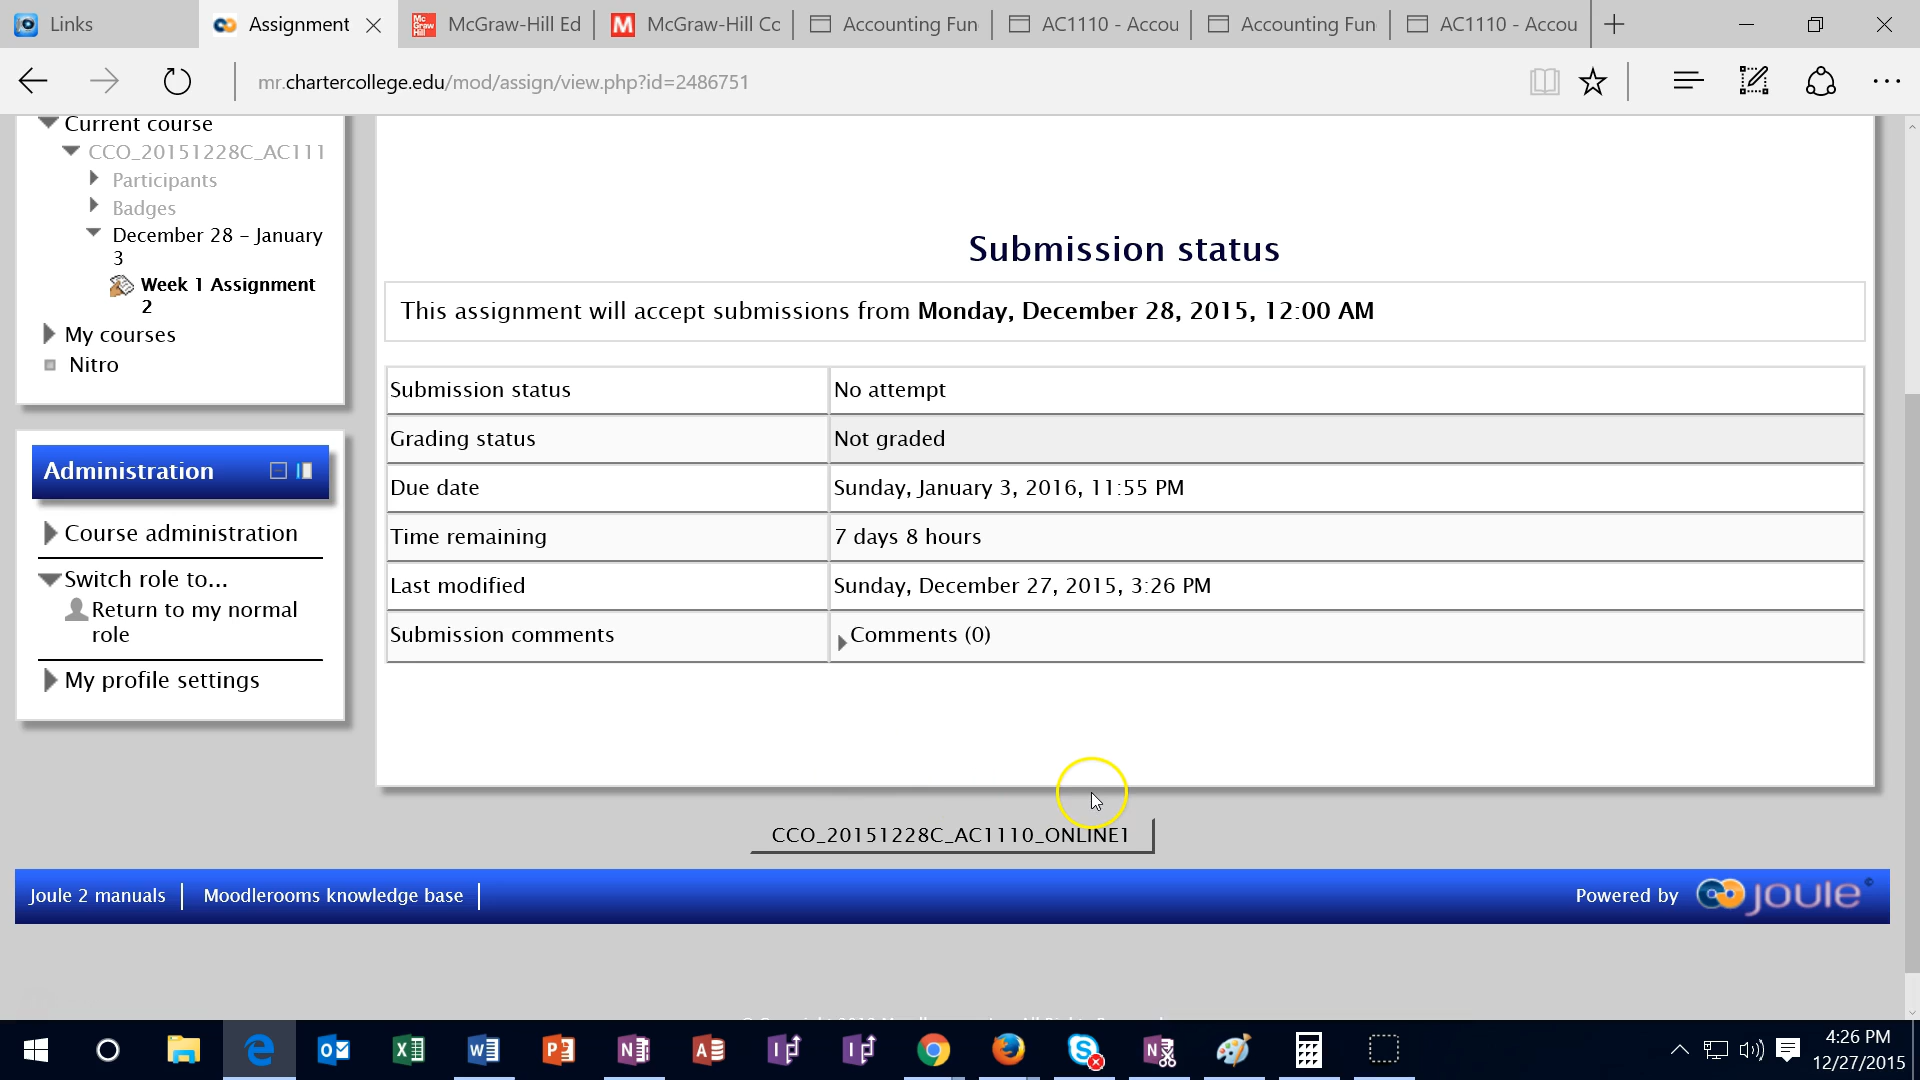 Links
Assignment
McGraw-Hill Ed
McGraw-Hill Cc
Accounting Fun
AC1110 - Accou
Accounting Fun
AC1110 - Accou
mr.chartercollege.edu/mod/assign/view.php?id=2486751
Current course
CCO_20151228C_AC111
Participants
Badges
December 28 – January
3
Week 1 Assignment
2
My courses
Nitro
Administration
Course administration
Switch role to...
Return to my normal
role
My profile settings
Submission status
This assignment will accept submissions from Monday, December 28, 2015, 12:00 AM
Submission status No attempt
Grading status Not graded
Due date Sunday, January 3, 2016, 11:55 PM
Time remaining 7 days 8 hours
Last modified Sunday, December 27, 2015, 3:26 PM
Submission comments Comments (0)
CCO_20151228C_AC1110_ONLINE1
Joule 2 manuals
Moodlerooms knowledge base
Powered by joule
4:26 PM
12/27/2015